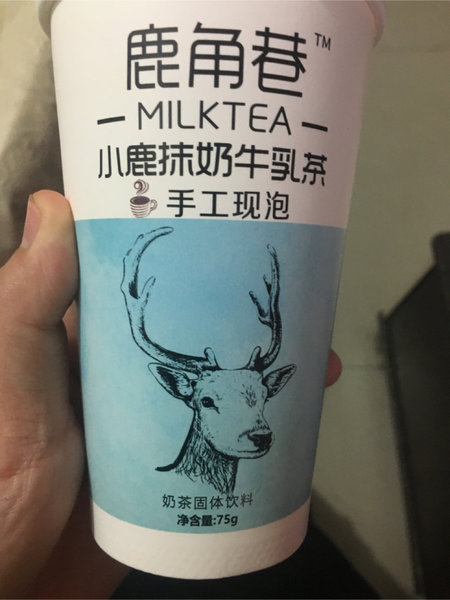 鹿角巷™
MILKTEA
小鹿抹奶牛乳茶
手工现泡
奶茶固体饮料
净含量:75g